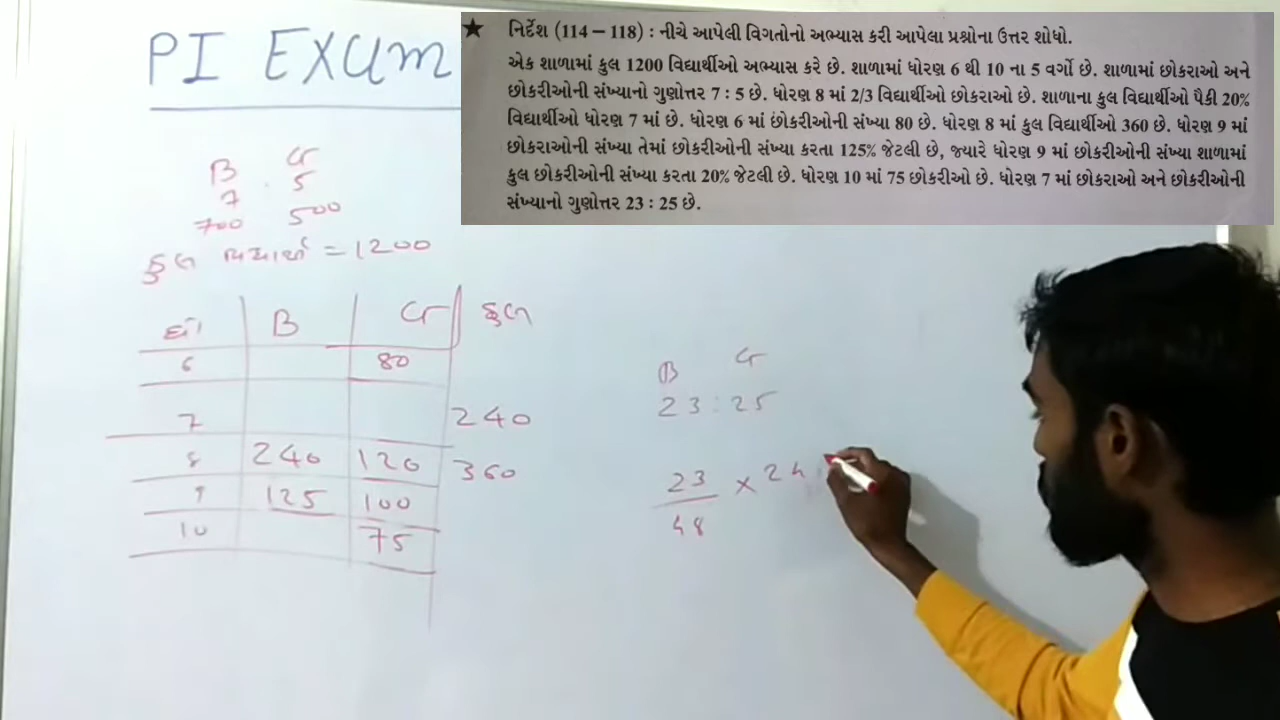 PI EXAM
★ નિર્દેશ (114 – 118) : નીચે આપેલી વિગતોનો અભ્યાસ કરી આપેલા પ્રશ્નોના ઉત્તર શોધો.
એક શાળામાં કુલ 1200 વિદ્યાર્થીઓ અભ્યાસ કરે છે. શાળામાં ધોરણ 6 થી 10 ના 5 વર્ગો છે. શાળામાં છોકરાઓ અને
છોકરીઓની સંખ્યાનો ગુણોત્તર 7 : 5 છે. ધોરણ 8 માં 2/3 વિદ્યાર્થીઓ છોકરાઓ છે. શાળાના કુલ વિદ્યાર્થીઓ પૈકી 20%
વિદ્યાર્થીઓ ધોરણ 7 માં છે. ધોરણ 6 માં છોકરીઓની સંખ્યા 80 છે. ધોરણ 8 માં કુલ વિદ્યાર્થીઓ 360 છે. ધોરણ 9 માં
છોકરાઓની સંખ્યા તેમાં છોકરીઓની સંખ્યા કરતા 125% જેટલી છે, જ્યારે ધોરણ 9 માં છોકરીઓની સંખ્યા શાળામાં
કુલ છોકરીઓની સંખ્યા કરતા 20% જેટલી છે. ધોરણ 10 માં 75 છોકરીઓ છે. ધોરણ 7 માં છોકરાઓ અને છોકરીઓની
સંખ્યાનો ગુણોત્તર 23 : 25 છે.
B G
7 : 5
700 500
કુલ = 1200
B G કુલ
6 80
7 240
8 240 120 360
9 125 100
10 75
B G
23 : 25
23 × 24
48